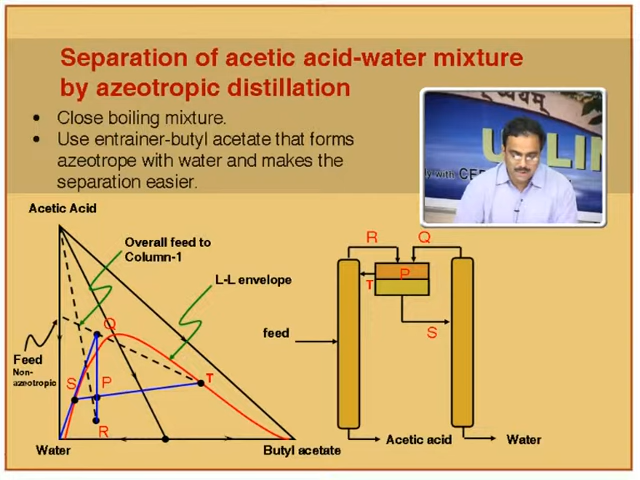 Separation of acetic acid-water mixture
by azeotropic distillation
• Close boiling mixture.
• Use entrainer-butyl acetate that forms
azeotrope with water and makes the
separation easier.
Acetic Acid
Overall feed to
Column-1
L-L envelope
Feed
Non-
azeotropic
Q
S
P
T
R
Water
Butyl acetate
R
Q
P
T
S
feed
Acetic acid
Water